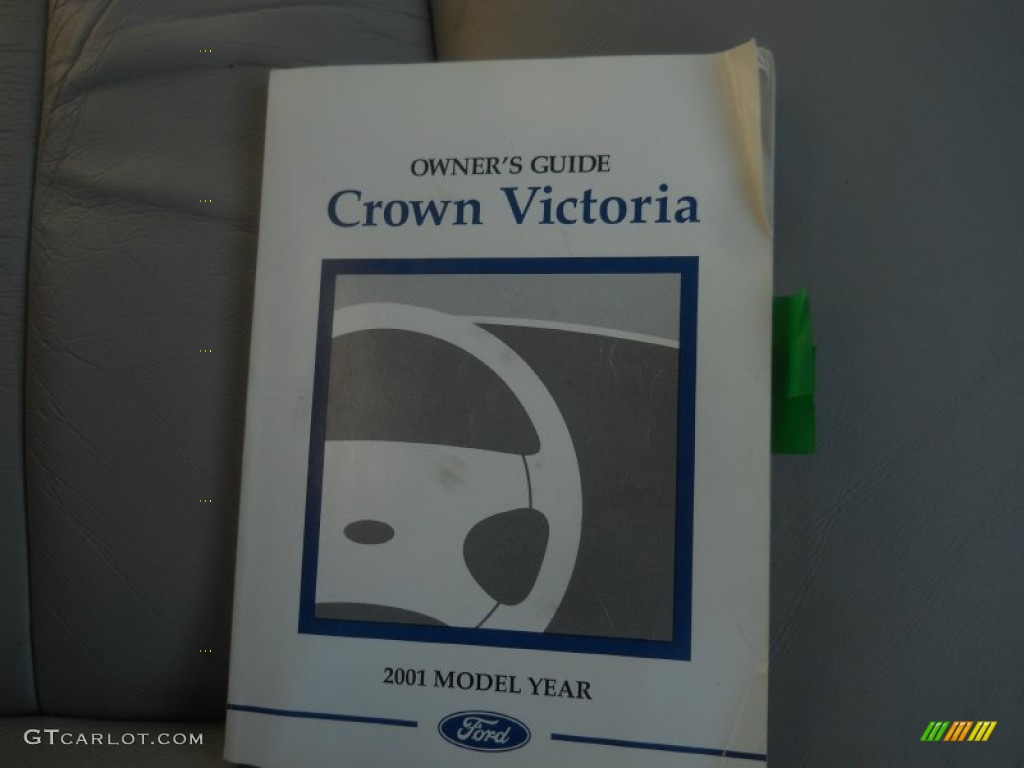 OWNER'S GUIDE
Crown Victoria
2001 MODEL YEAR
Ford
GTCARLOT.COM